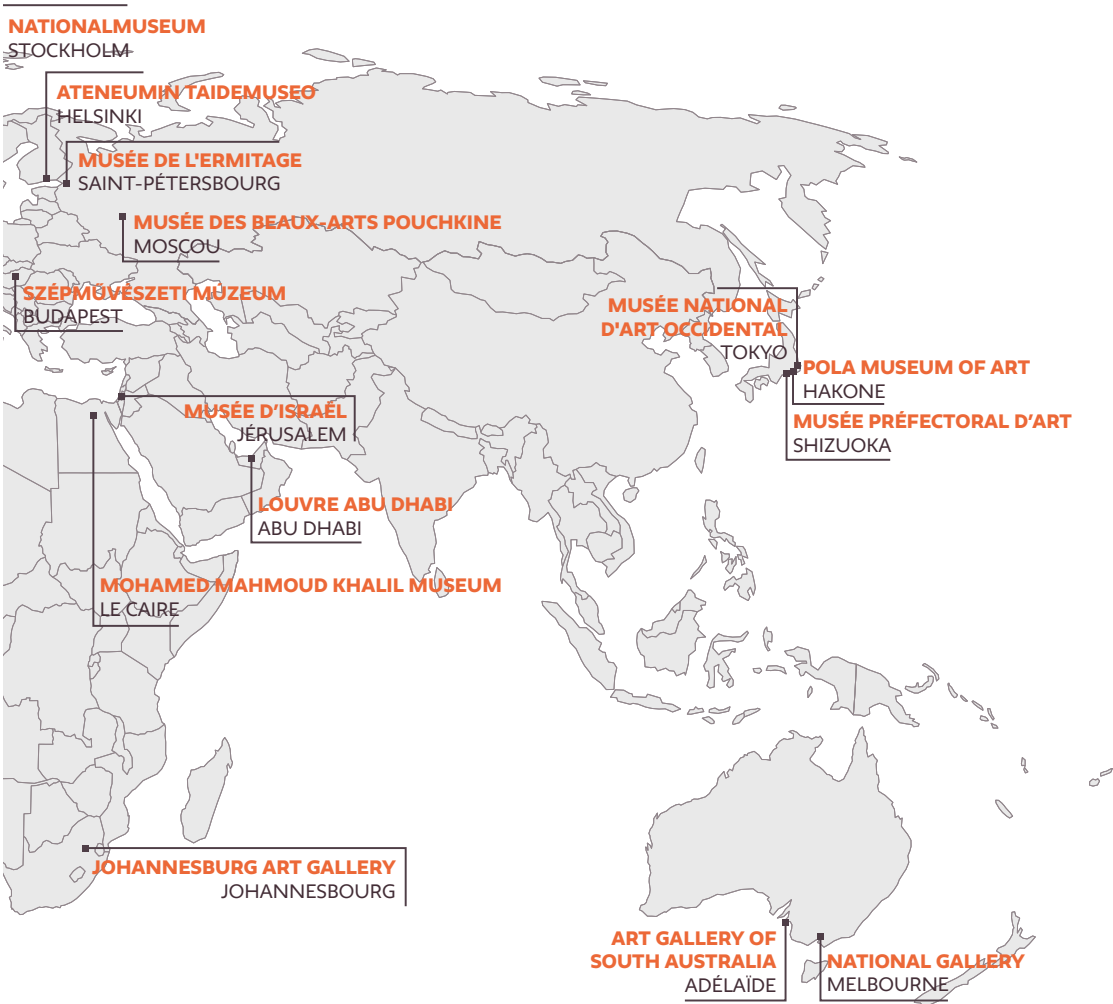 NATIONALMUSEUM
STOCKHOLM
ATENEUMIN TAIDEMUSEO
HELSINKI
MUSÉE DE L'ERMITAGE
SAINT-PÉTERSBOURG
MUSÉE DES BEAUX-ARTS POUCHKINE
MOSCOU
SZÉPMŰVÉSZETI MÚZEUM
BUDAPEST
MUSÉE NATIONAL
D'ART OCCIDENTAL
TOKYO
POLA MUSEUM OF ART
HAKONE
MUSÉE PRÉFECTORAL D’ART
SHIZUOKA
MUSÉE D’ISRAËL
JÉRUSALEM
LOUVRE ABU DHABI
ABU DHABI
MOHAMED MAHMOUD KHALIL MUSEUM
LE CAIRE
JOHANNESBURG ART GALLERY
JOHANNESBOURG
ART GALLERY OF
SOUTH AUSTRALIA
ADÉLAÏDE
NATIONAL GALLERY
MELBOURNE